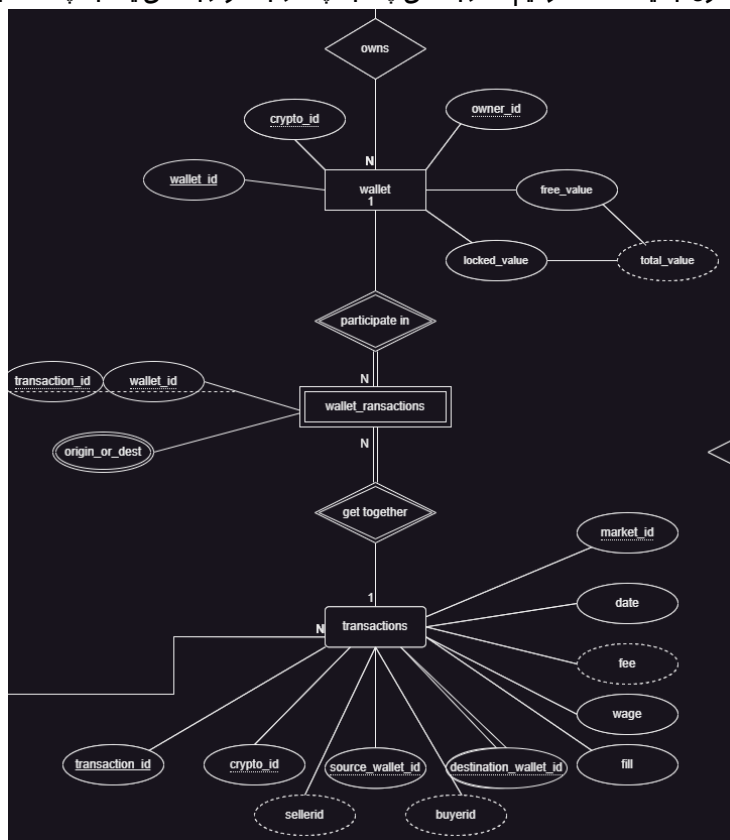 owns
crypto_id
owner_id
N
wallet_id
wallet
1
free_value
locked_value
total_value
participate in
transaction_id
wallet_id
N
wallet_ransactions
N
origin_or_dest
get together
market_id
1
date
N
transactions
fee
wage
transaction_id
crypto_id
source_wallet_id
destination_wallet_id
fill
sellerid
buyerid